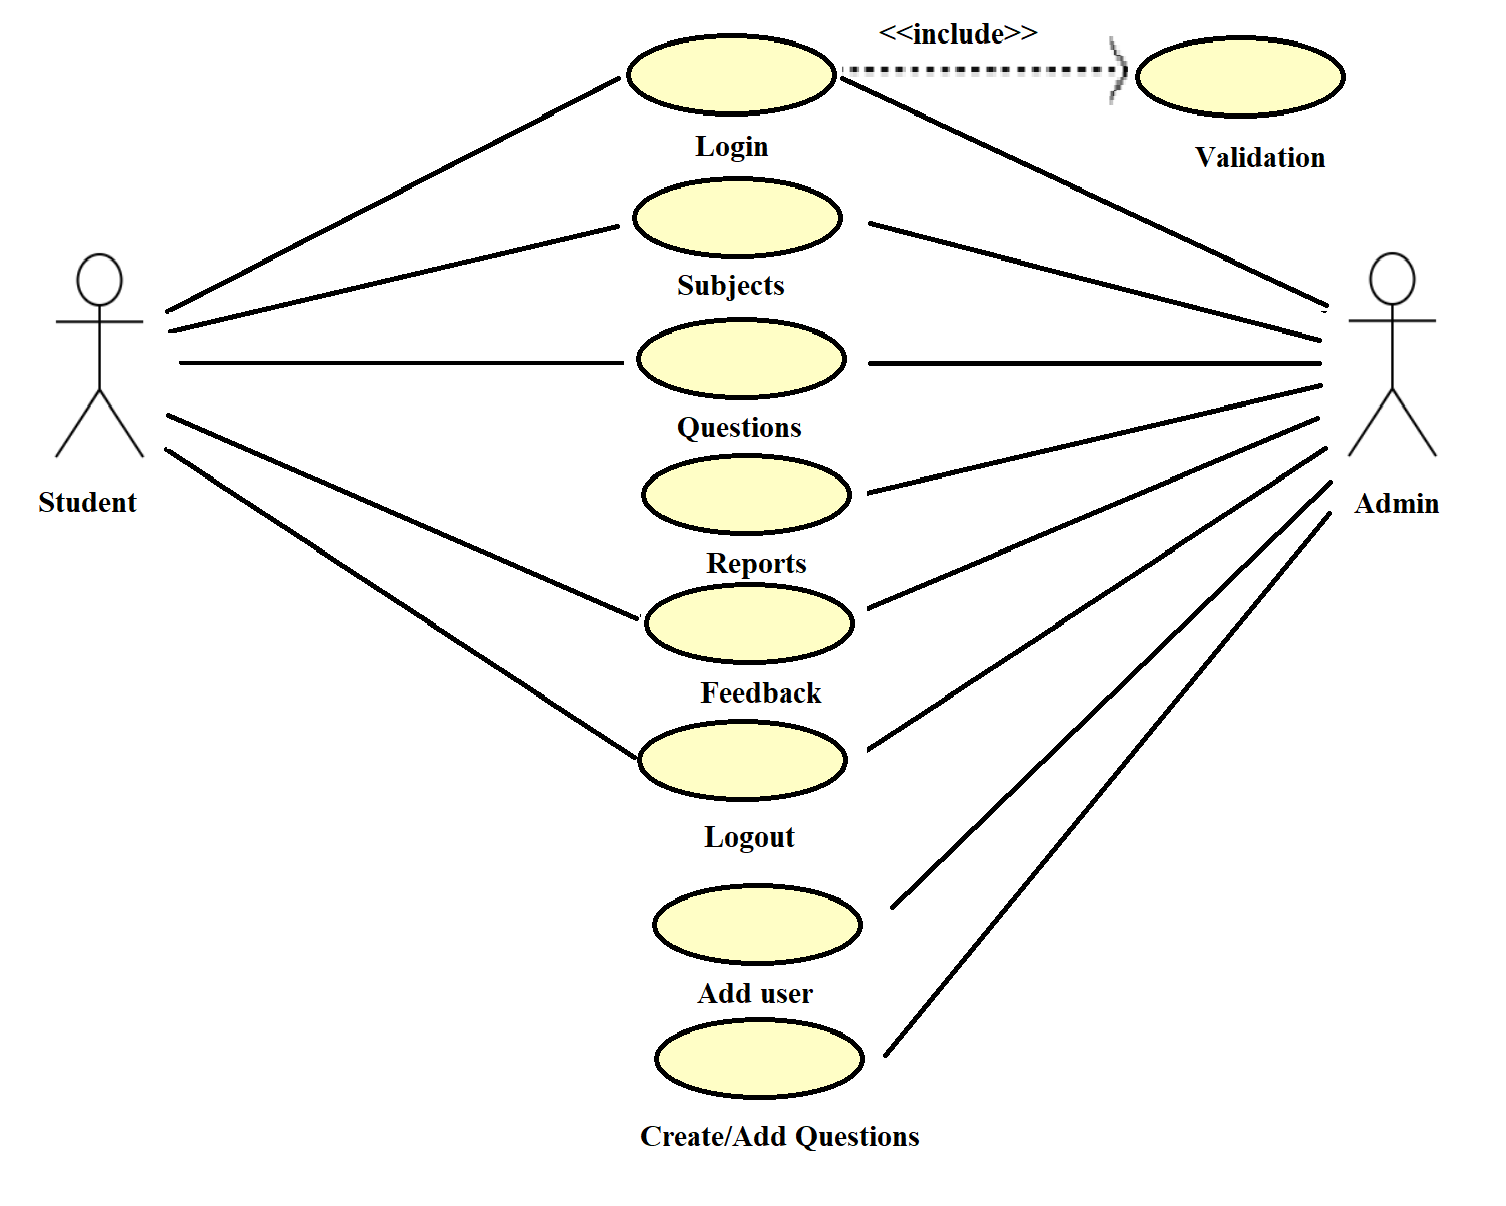 <<include>>
Login
Validation
Subjects
Questions
Student
Admin
Reports
Feedback
Logout
Add user
Create/Add Questions